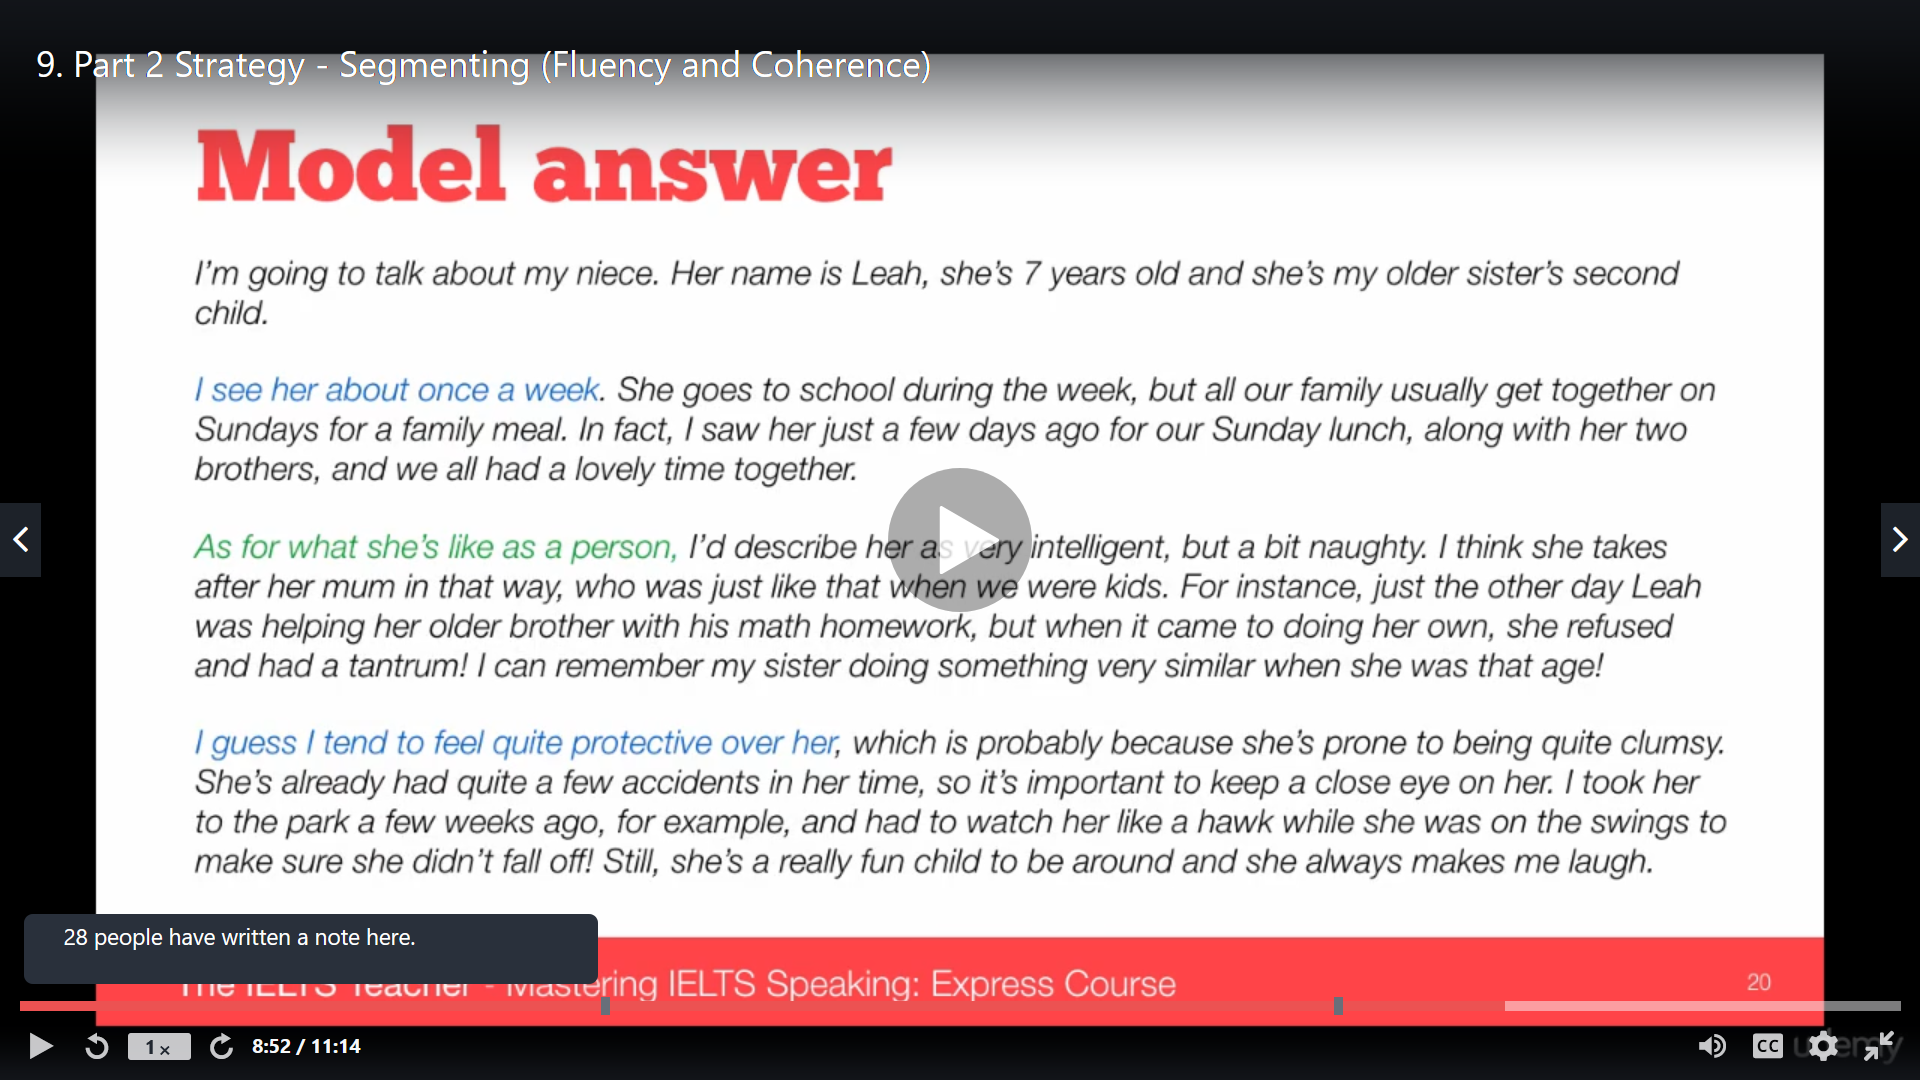 9. Part 2 Strategy - Segmenting (Fluency and Coherence)
Model answer
I'm going to talk about my niece. Her name is Leah, she's 7 years old and she's my older sister's second
child.
I see her about once a week. She goes to school during the week, but all our family usually get together on
Sundays for a family meal. In fact, I saw her just a few days ago for our Sunday lunch, along with her two
brothers, and we all had a lovely time together.
As for what she's like as a person, I'd describe her as very intelligent, but a bit naughty. I think she takes
after her mum in that way, who was just like that when we were kids. For instance, just the other day Leah
was helping her older brother with his math homework, but when it came to doing her own, she refused
and had a tantrum! I can remember my sister doing something very similar when she was that age!
I guess I tend to feel quite protective over her, which is probably because she's prone to being quite clumsy.
She's already had quite a few accidents in her time, so it's important to keep a close eye on her. I took her
to the park a few weeks ago, for example, and had to watch her like a hawk while she was on the swings to
make sure she didn't fall off! Still, she's a really fun child to be around and she always makes me laugh.
28 people have written a note here.
The IELTS Teacher - Mastering IELTS Speaking: Express Course
20
1x
8:52 / 11:14
CC
udemy